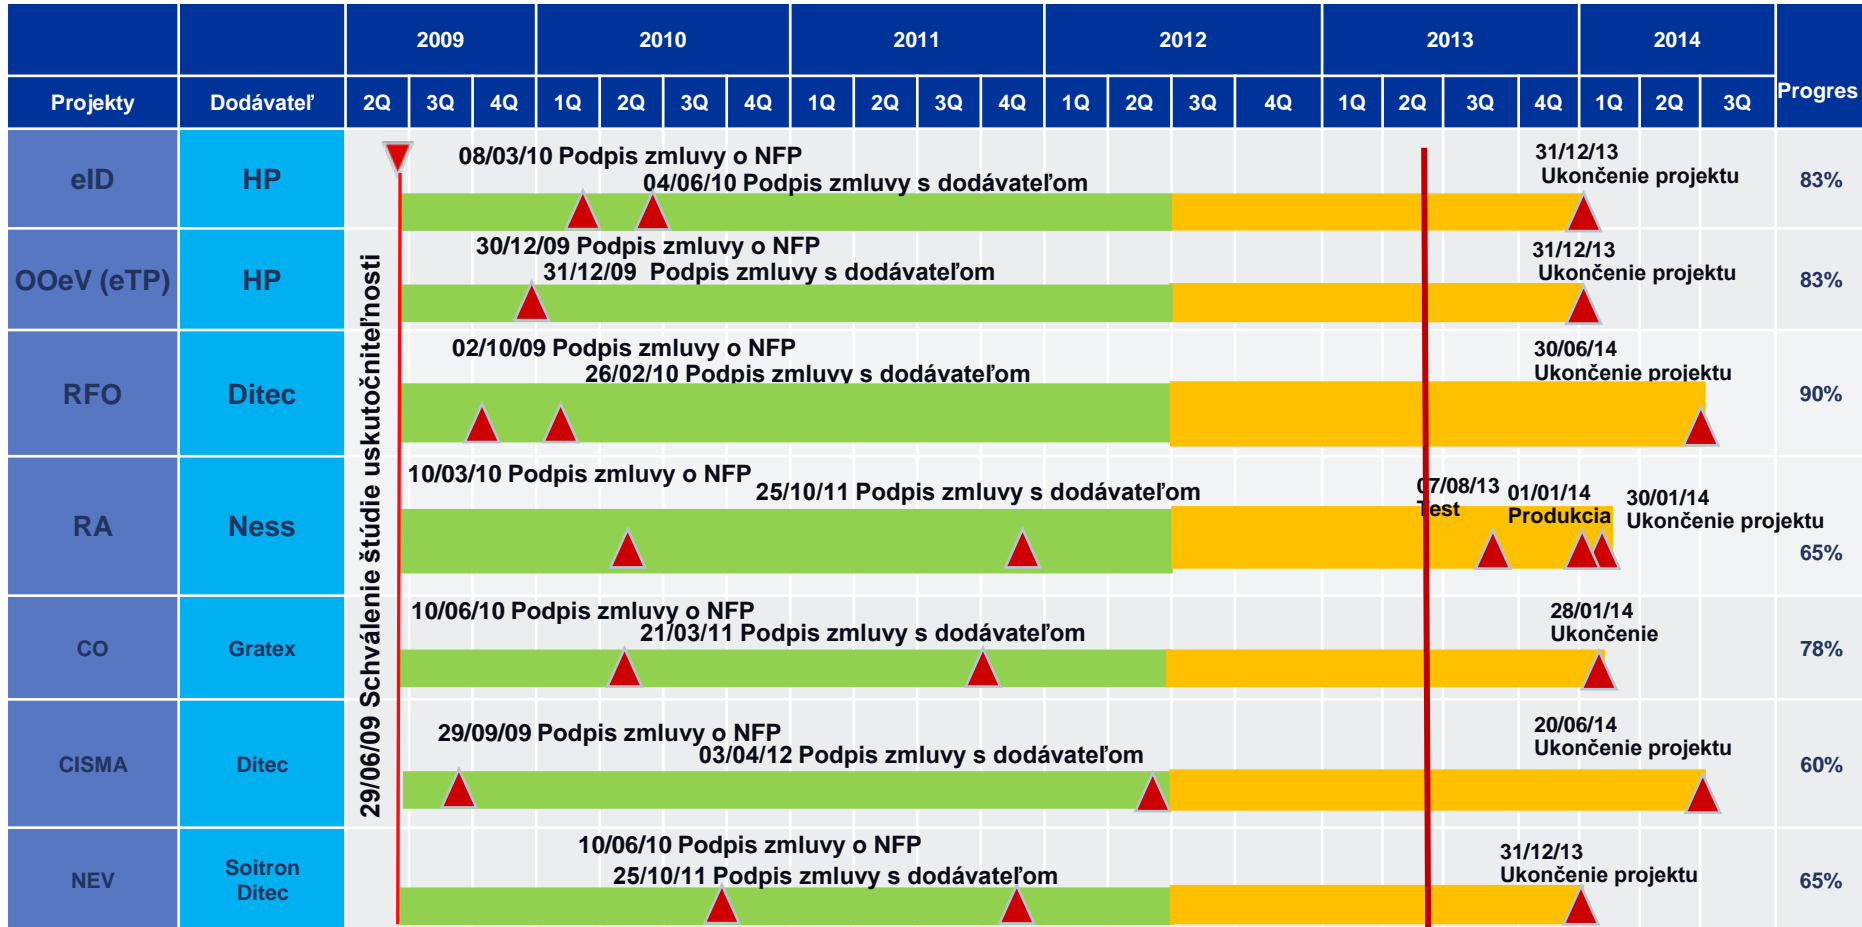 2009 2010 2011 2012 2013 2014
Projekty Dodávateľ 2Q 3Q 4Q 1Q 2Q 3Q 4Q 1Q 2Q 3Q 4Q 1Q 2Q 3Q 4Q 1Q 2Q 3Q 4Q 1Q 2Q 3Q Progres
29/06/09 Schválenie štúdie uskutočniteľnosti
eID HP 83%
08/03/10 Podpis zmluvy o NFP
04/06/10 Podpis zmluvy s dodávateľom
31/12/13
Ukončenie projektu
OOeV (eTP) HP 83%
30/12/09 Podpis zmluvy o NFP
31/12/09 Podpis zmluvy s dodávateľom
31/12/13
Ukončenie projektu
RFO Ditec 90%
02/10/09 Podpis zmluvy o NFP
26/02/10 Podpis zmluvy s dodávateľom
30/06/14
Ukončenie projektu
RA Ness 65%
10/03/10 Podpis zmluvy o NFP
25/10/11 Podpis zmluvy s dodávateľom
07/08/13
Test
01/01/14
Produkcia
30/01/14
Ukončenie projektu
CO Gratex 78%
10/06/10 Podpis zmluvy o NFP
21/03/11 Podpis zmluvy s dodávateľom
28/01/14
Ukončenie
CISMA Ditec 60%
29/09/09 Podpis zmluvy o NFP
03/04/12 Podpis zmluvy s dodávateľom
20/06/14
Ukončenie projektu
NEV Soitron
Ditec 65%
10/06/10 Podpis zmluvy o NFP
25/10/11 Podpis zmluvy s dodávateľom
31/12/13
Ukončenie projektu